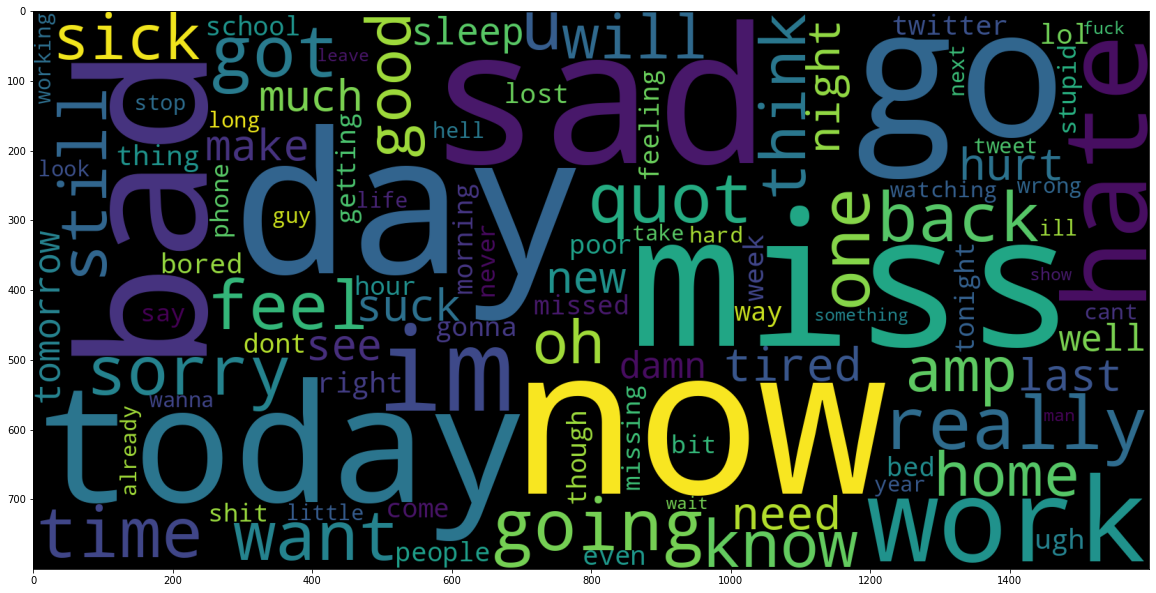 0
100
200
300
400
500
600
700
0
200
400
600
800
1000
1200
1400
working
sick
school
got
leave
good
sleep
u
will
sad
think
night
twitter
go
next
lol
fuck
stupid
hate
still
bad
stop
long
much
lost
hell
feeling
look
thing
make
getting
day
guy
life
phone
tweet
hurt
watching
wrong
quot
one
back
ill
tomorrow
bored
morning
never
poor
take
hard
new
miss
week
tonight
show
say
feel
hour
suck
missed
way
something
cant
well
dont
see
gonna
oh
damn
tired
amp
last
sorry
right
im
wanna
today
already
now
though
missing
bit
really
man
bed
year
home
time
shit
little
come
want
people
going
even
wait
know
need
work
ugh